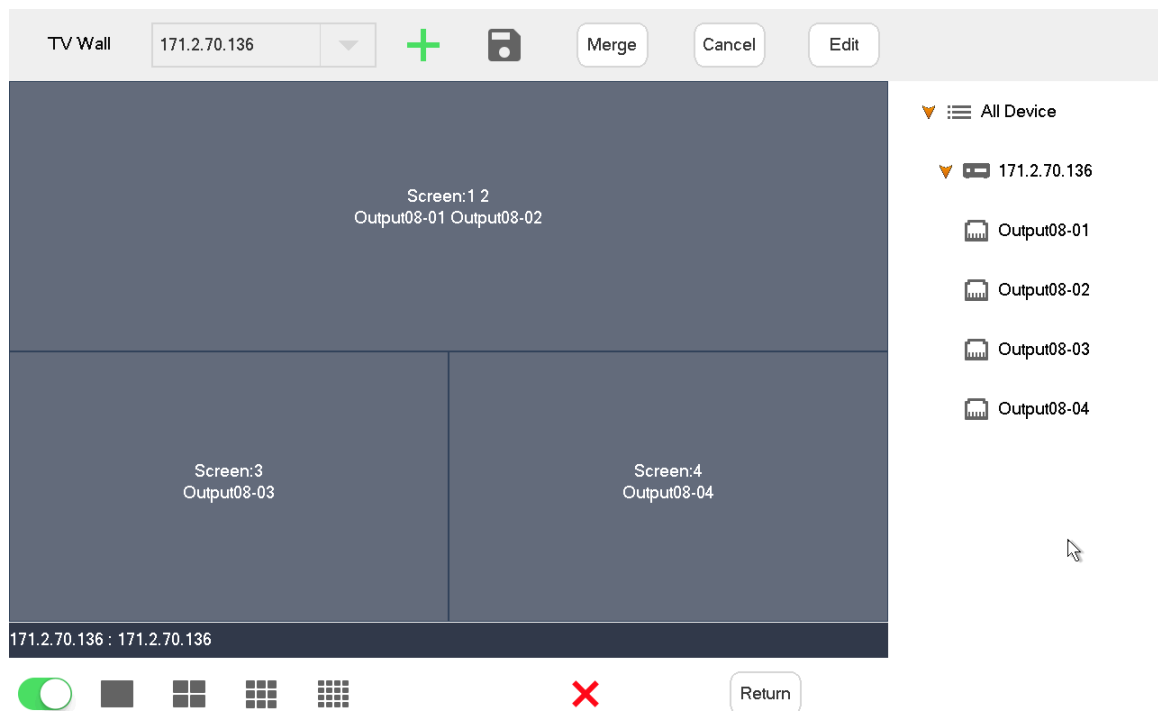 TV Wall 171.2.70.136 Merge Cancel Edit
All Device
171.2.70.136
Output08-01
Output08-02
Output08-03
Output08-04
Screen:1 2
Output08-01 Output08-02
Screen:3
Output08-03
Screen:4
Output08-04
171.2.70.136 : 171.2.70.136
Return